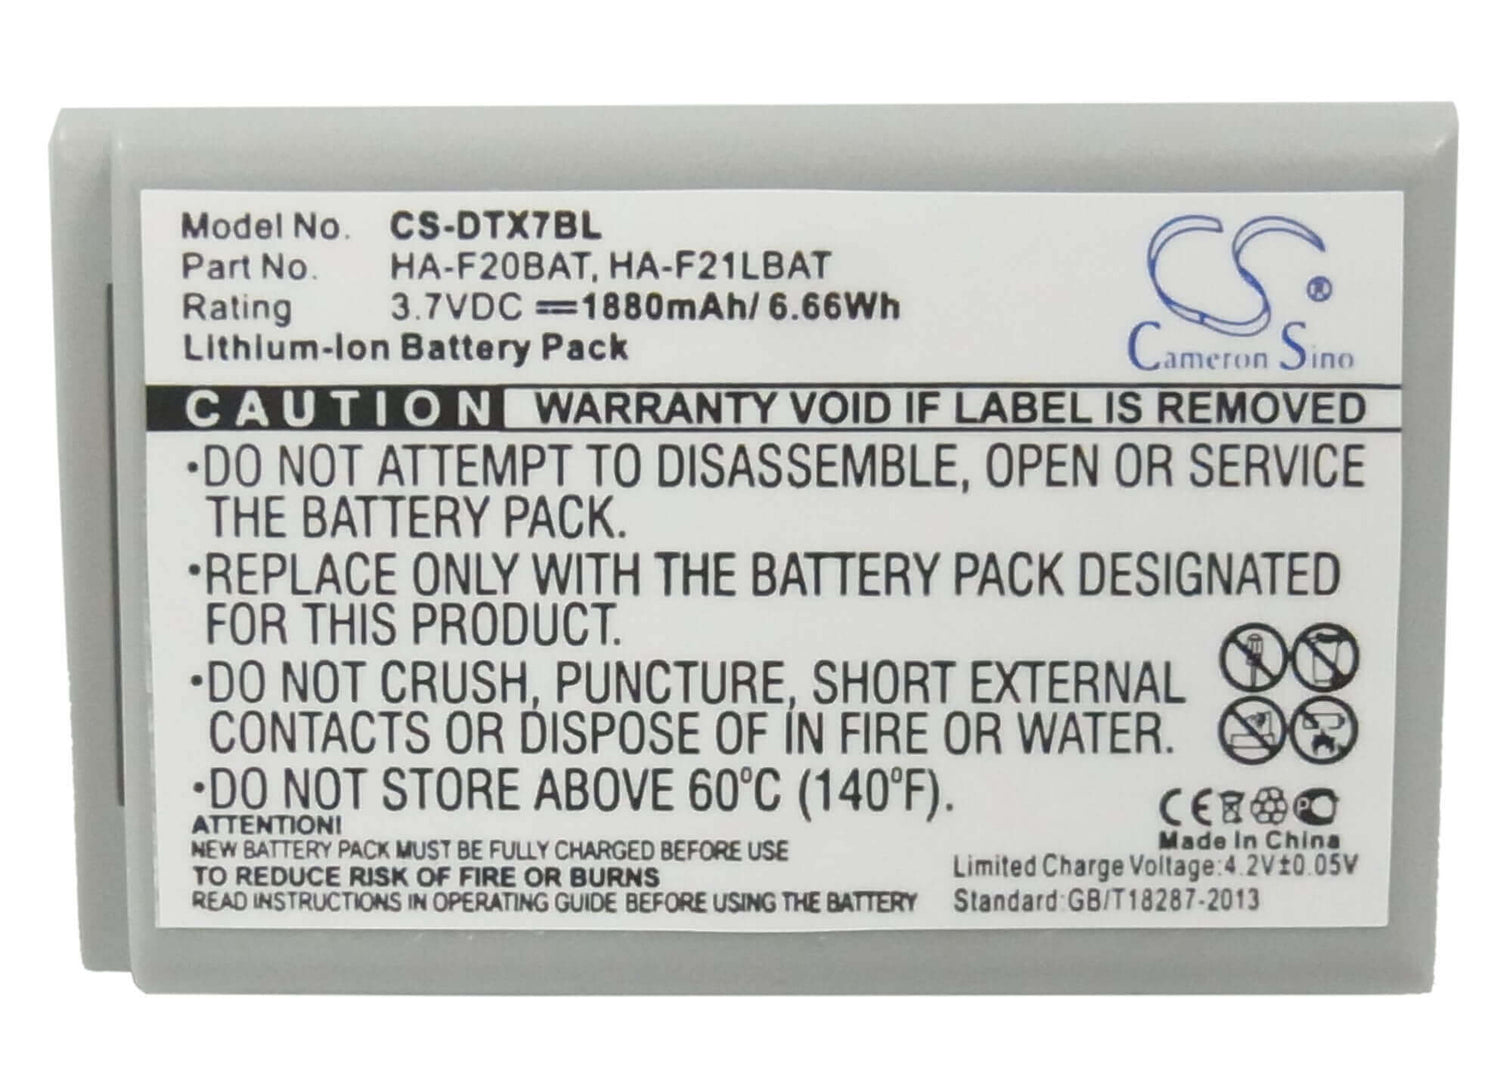 Model No. CS-DTX7BL
Part No. HA-F20BAT, HA-F21LBAT
Rating 3.7VDC ⎓1880mAh/ 6.66Wh
Lithium-Ion Battery Pack
CS®
Cameron Sino
CAUTION WARRANTY VOID IF LABEL IS REMOVED
•DO NOT ATTEMPT TO DISASSEMBLE, OPEN OR SERVICE
THE BATTERY PACK.
•REPLACE ONLY WITH THE BATTERY PACK DESIGNATED
FOR THIS PRODUCT.
•DO NOT CRUSH, PUNCTURE, SHORT EXTERNAL
CONTACTS OR DISPOSE OF IN FIRE OR WATER.
•DO NOT STORE ABOVE 60°C (140°F).
ATTENTION!
NEW BATTERY PACK MUST BE FULLY CHARGED BEFORE USE
TO REDUCE RISK OF FIRE OR BURNS
READ INSTRUCTIONS IN OPERATING GUIDE BEFORE USING THE BATTERY
CE
Made In China
Limited Charge Voltage:4.2V±0.05V
Standard:GB/T18287-2013